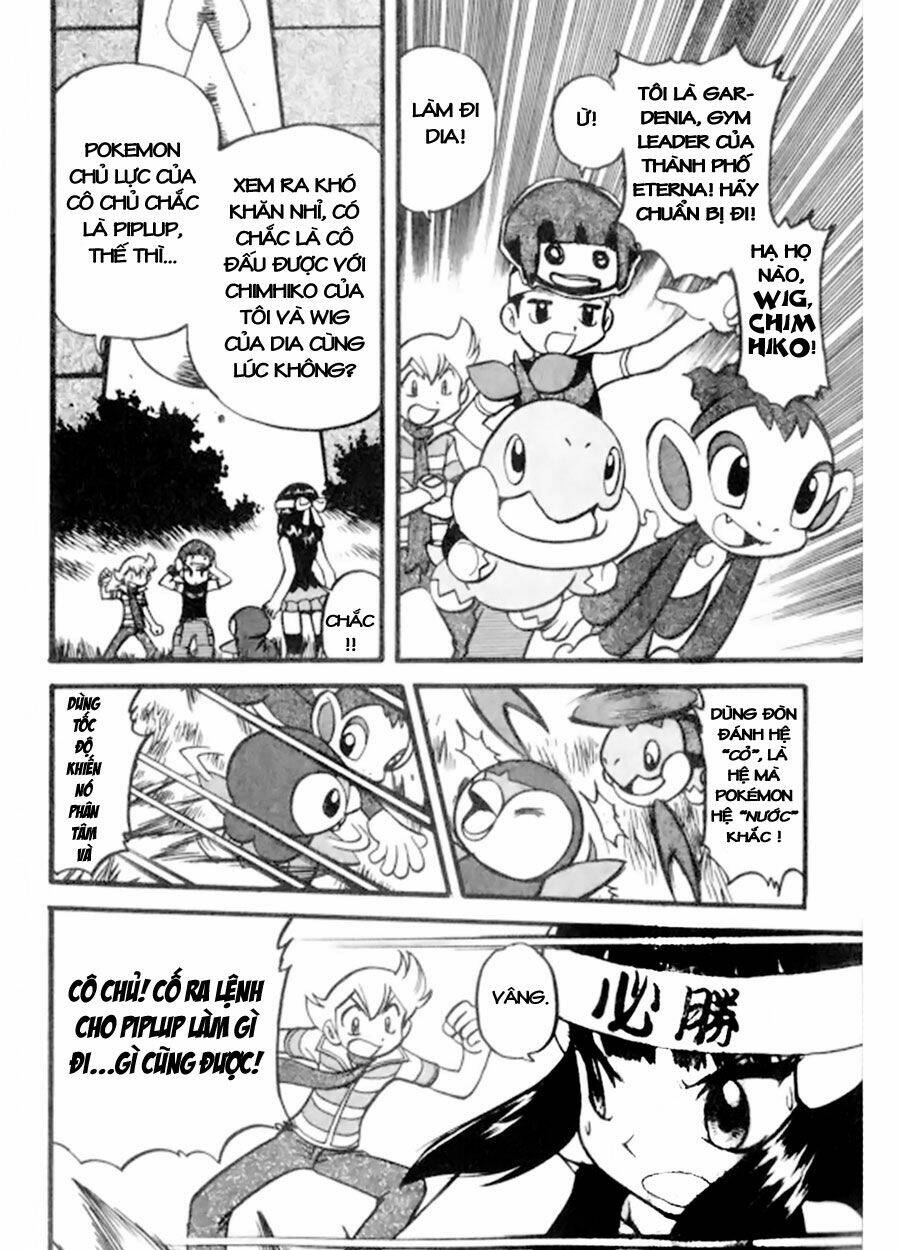 POKEMON
CHỦ LỰC CỦA
CÔ CHỦ CHẮC
LÀ PIPLUP,
THẾ THÌ...
XEM RA KHÓ
KHĂN NHỈ, CÓ
CHẮC LÀ CÔ
ĐẤU ĐƯỢC VỚI
CHIMHIKO CỦA
TÔI VÀ WIG
CỦA DIA CÙNG
LÚC KHÔNG?
CHẮC
!!
LÀM ĐI
DIA!
Ừ!
TÔI LÀ GAR-
DENIA, GYM
LEADER CỦA
THÀNH PHỐ
ETERNA! HÃY
CHUẨN BỊ ĐI!
HẠ HỌ
NÀO,
WIG,
CHIM
HIKO!
DÙNG
TỐC
ĐỘ
KHIẾN
NÓ
PHÂN
TÂM
VÀ
DÙNG ĐÒN
ĐÁNH HỆ
"CỎ", LÀ
HỆ MÀ
POKÉMON
HỆ "NƯỚC"
KHẮC !
CÔ CHỦ! CỐ RA LỆNH
CHO PIPLUP LÀM GÌ
ĐI...GÌ CŨNG ĐƯỢC!
VÂNG.
必勝